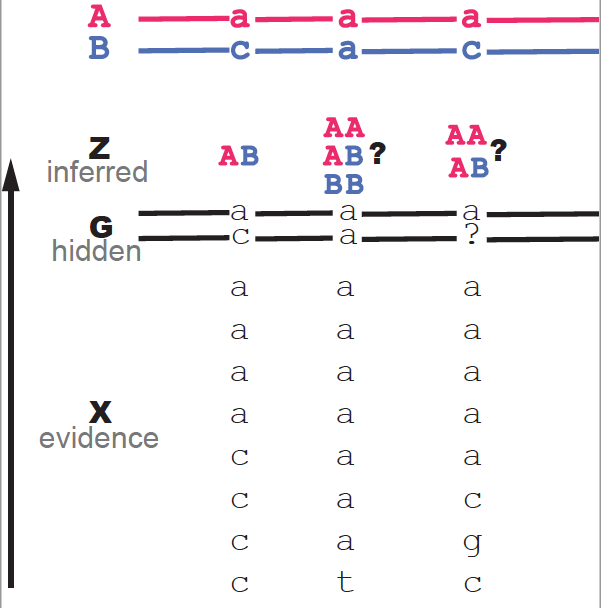 A a a a
B c a c
AA
AB AB ?
BB
AA ?
AB
Z
inferred
a a a
G
c a ?
hidden
a a a
a a a
a a a
a a a
X
evidence
c a a
c a c
c a g
c t c